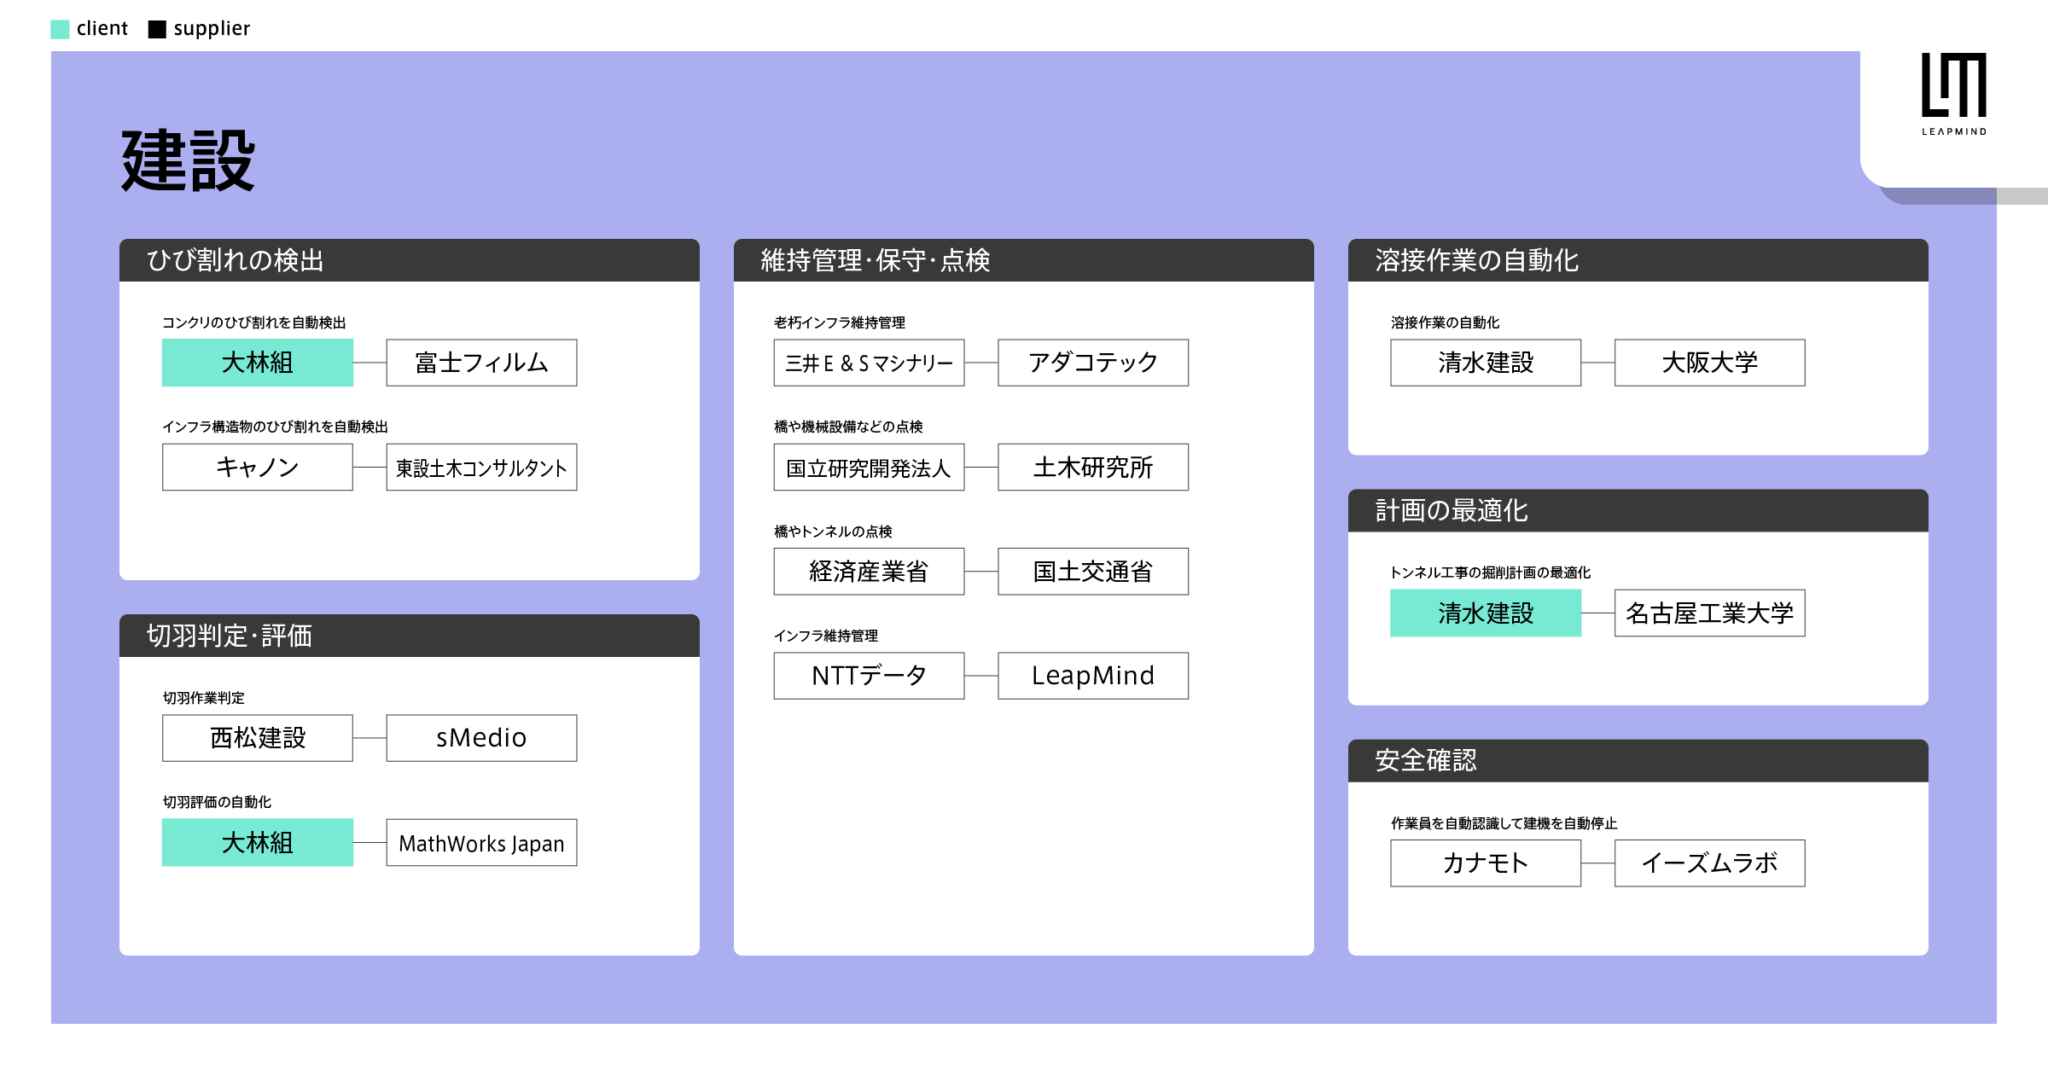 client supplier
LEAPMIND
建設
ひび割れの検出
コンクリのひび割れを自動検出
大林組 富士フィルム
インフラ構造物のひび割れを自動検出
キャノン 東設土木コンサルタント
切羽判定･評価
切羽作業判定
西松建設 sMedio
切羽評価の自動化
大林組 MathWorks Japan
維持管理･保守･点検
老朽インフラ維持管理
三井E&Sマシナリー アダコテック
橋や機械設備などの点検
国立研究開発法人 土木研究所
橋やトンネルの点検
経済産業省 国土交通省
インフラ維持管理
NTTデータ LeapMind
溶接作業の自動化
溶接作業の自動化
清水建設 大阪大学
計画の最適化
トンネル工事の掘削計画の最適化
清水建設 名古屋工業大学
安全確認
作業員を自動認識して建機を自動停止
カナモト イーズムラボ